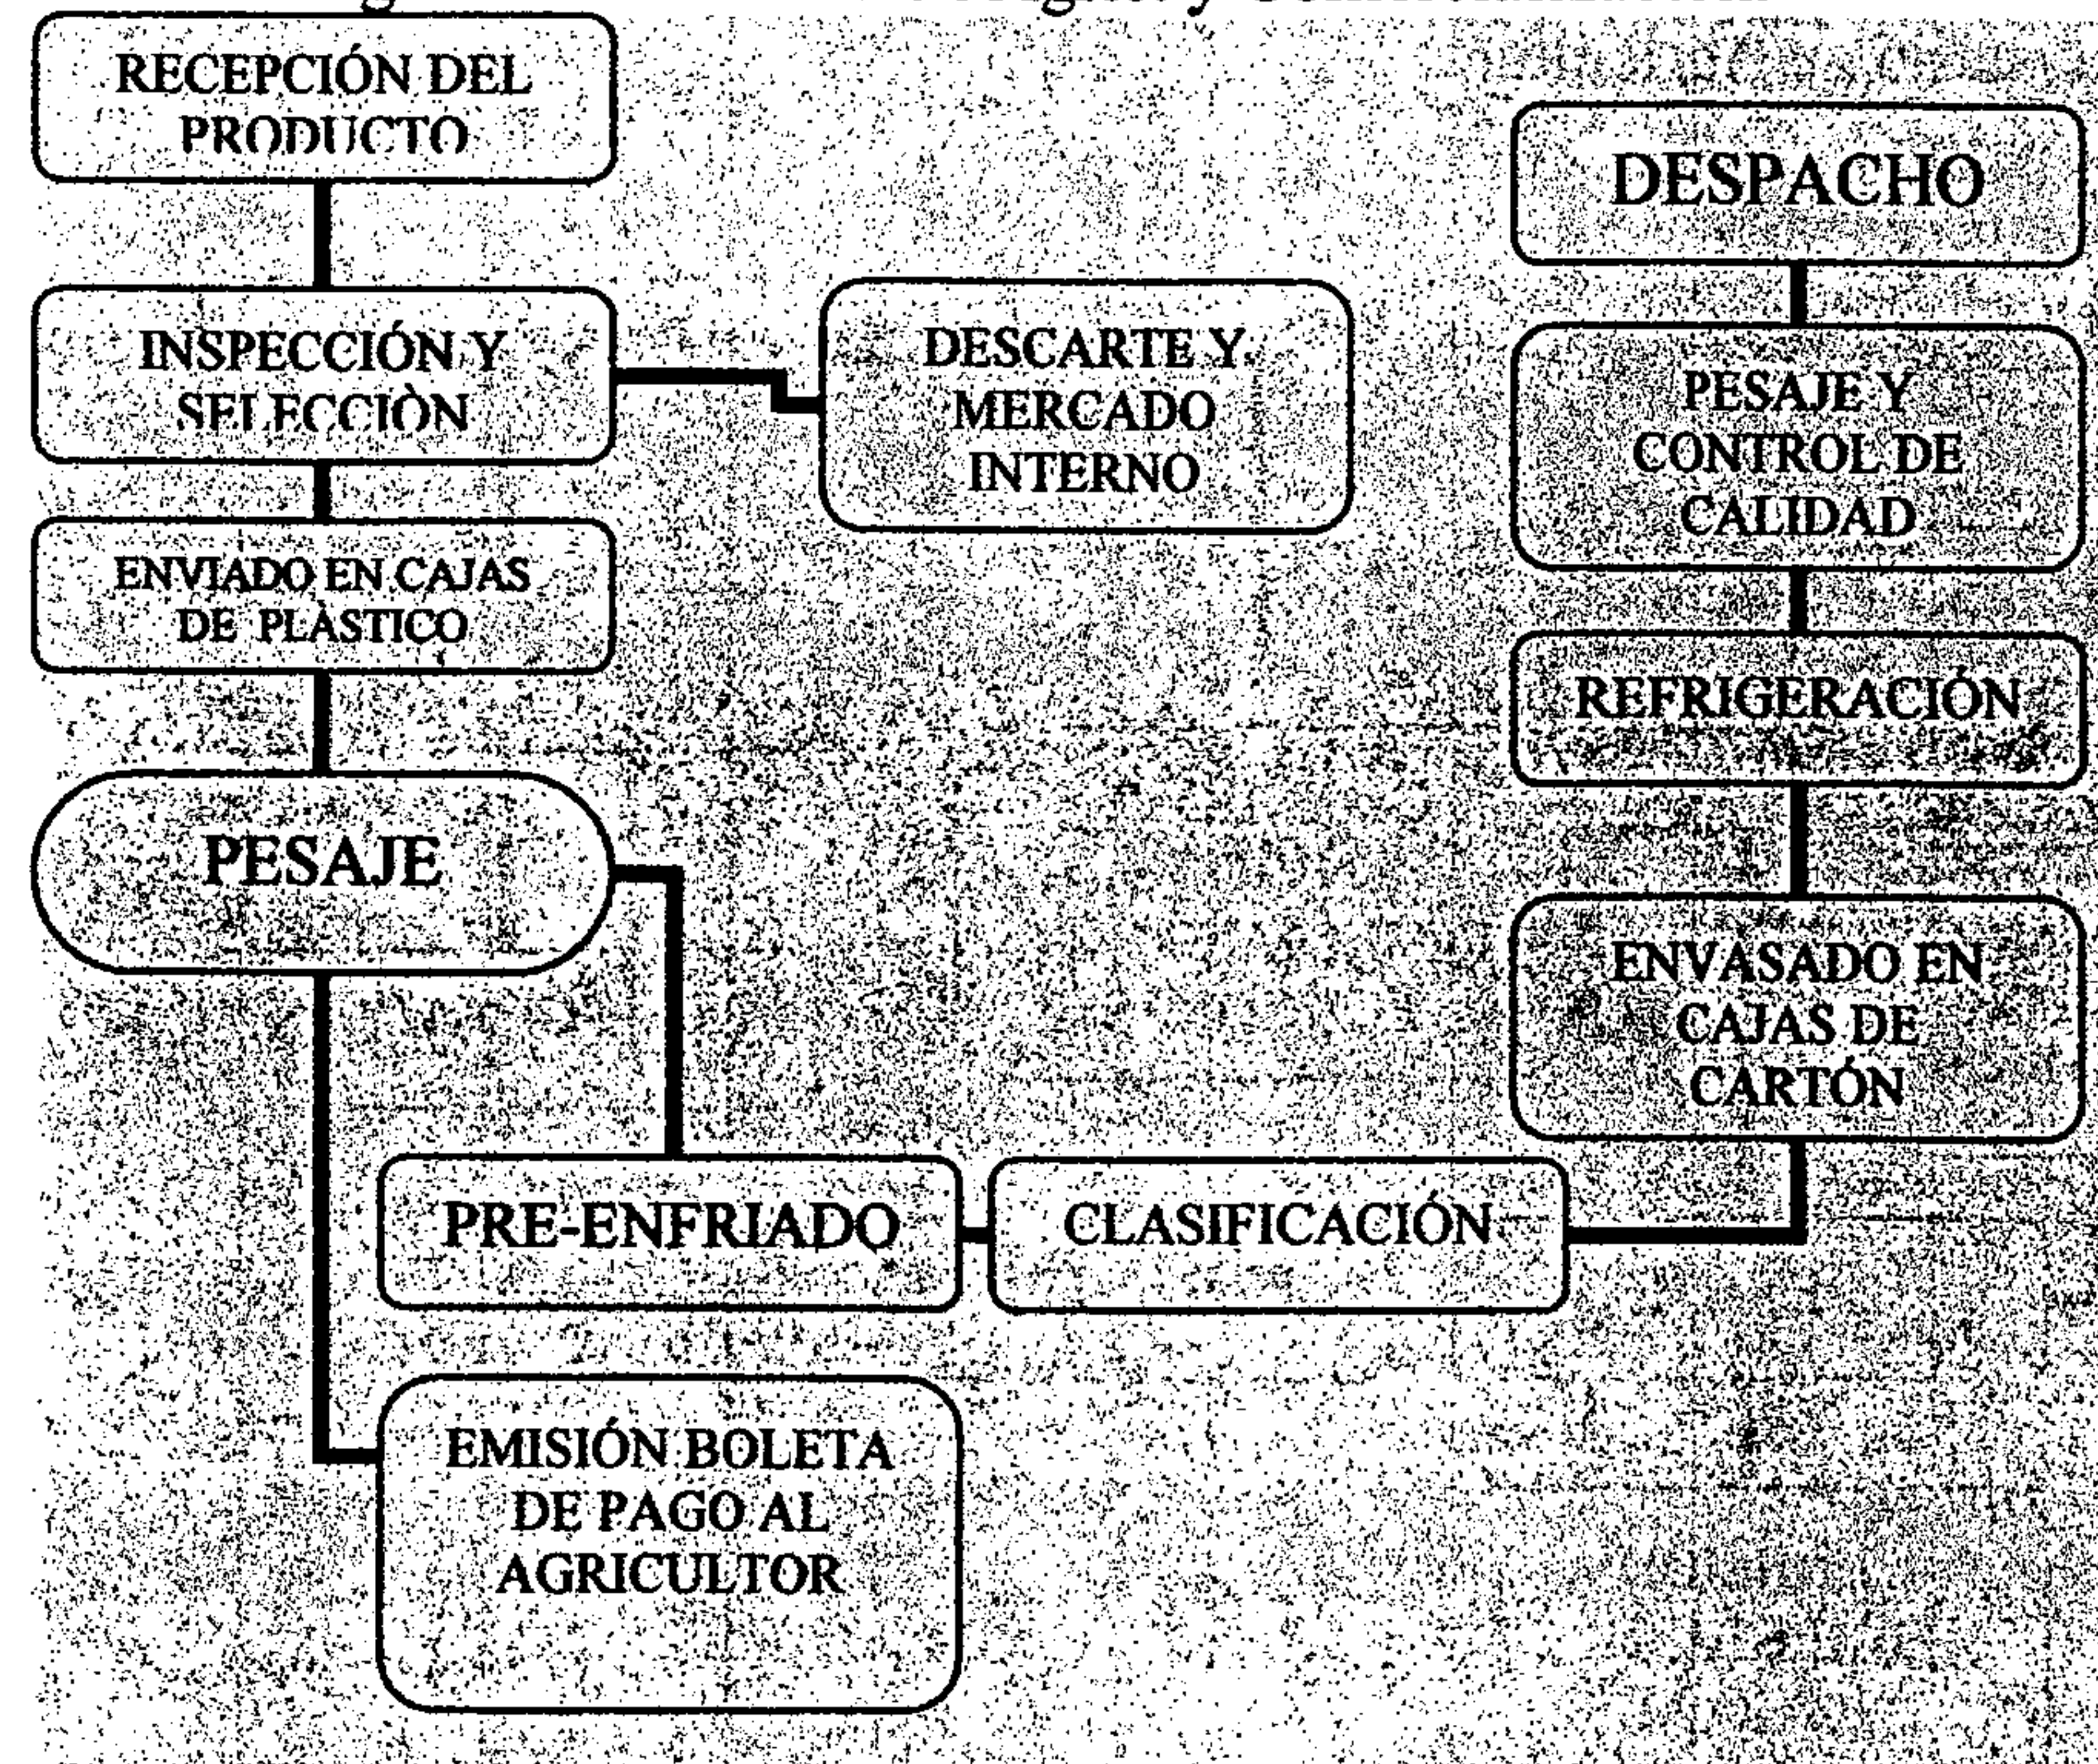 RECEPCIÓN DEL
PRODUCTO
INSPECCIÓN Y
SELECCIÒN
DESCARTE Y
MERCADO
INTERNO
ENVIADO EN CAJAS
DE PLÀSTICO
PESAJE
PRE-ENFRIADO
CLASIFICACIÓN
EMISIÓN BOLETA
DE PAGO AL
AGRICULTOR
DESPACHO
PESAJE Y
CONTROL DE
CALIDAD
REFRIGERACIÓN
ENVASADO EN
CAJAS DE
CARTÓN